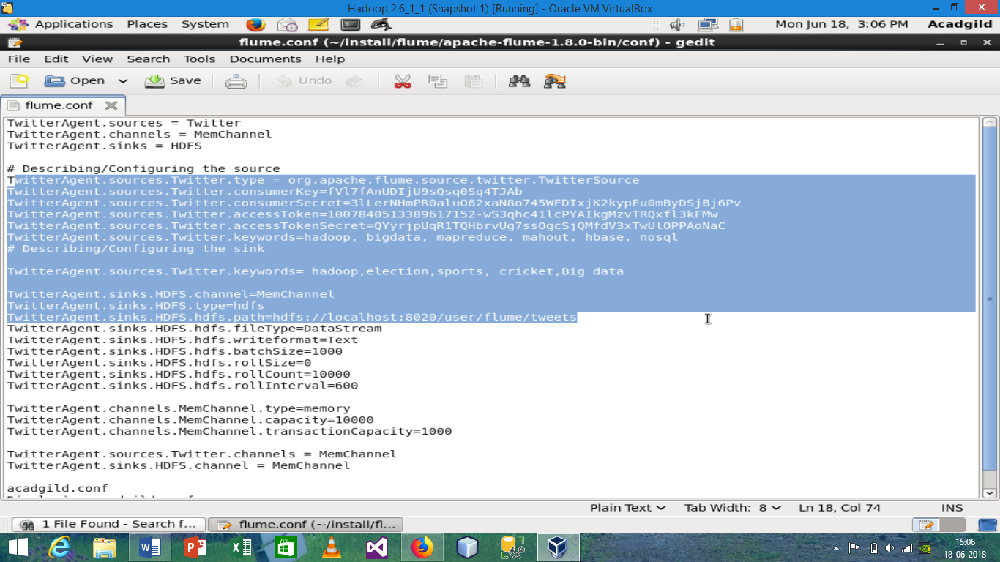 Hadoop 2.6_1_1 (Snapshot 1) [Running] - Oracle VM VirtualBox
Applications Places System Mon Jun 18, 3:06 PM Acadgild
flume.conf (~/install/flume/apache-flume-1.8.0-bin/conf) - gedit
File Edit View Search Tools Documents Help
Open Save Undo
flume.conf
TwitterAgent.sources = Twitter
TwitterAgent.channels = MemChannel
TwitterAgent.sinks = HDFS
# Describing/Configuring the source
TwitterAgent.sources.Twitter.type = org.apache.flume.source.twitter.TwitterSource
TwitterAgent.sources.Twitter.consumerKey=fVl7fAnUDIjU9sQsq0Sq4TJAb
TwitterAgent.sources.Twitter.consumerSecret=3lLerNHmPR0aluO62xaN8o745WFDIxjK2kypEu0mByDSjBj6Pv
TwitterAgent.sources.Twitter.accessToken=1007840513389617152-wS3qhc41lcPYAIkgMzvTRQxfl3kFMw
TwitterAgent.sources.Twitter.accessTokenSecret=QYyrjpUqR1TQHbrvUg7ssOgcSjQMfdV3xTwUlOPPAoNaC
TwitterAgent.sources.Twitter.keywords=hadoop, bigdata, mapreduce, mahout, hbase, nosql
# Describing/Configuring the sink
TwitterAgent.sources.Twitter.keywords= hadoop,election,sports, cricket,Big data
TwitterAgent.sinks.HDFS.channel=MemChannel
TwitterAgent.sinks.HDFS.type=hdfs
TwitterAgent.sinks.HDFS.hdfs.path=hdfs://localhost:8020/user/flume/tweets
TwitterAgent.sinks.HDFS.hdfs.fileType=DataStream
TwitterAgent.sinks.HDFS.hdfs.writeformat=Text
TwitterAgent.sinks.HDFS.hdfs.batchSize=1000
TwitterAgent.sinks.HDFS.hdfs.rollSize=0
TwitterAgent.sinks.HDFS.hdfs.rollCount=10000
TwitterAgent.sinks.HDFS.hdfs.rollInterval=600
TwitterAgent.channels.MemChannel.type=memory
TwitterAgent.channels.MemChannel.capacity=10000
TwitterAgent.channels.MemChannel.transactionCapacity=1000
TwitterAgent.sources.Twitter.channels = MemChannel
TwitterAgent.sinks.HDFS.channel = MemChannel
acadgild.conf
Plain Text Tab Width: 8 Ln 18, Col 74 INS
1 File Found - Search f... flume.conf (~/install/fl...
15:06
18-06-2018